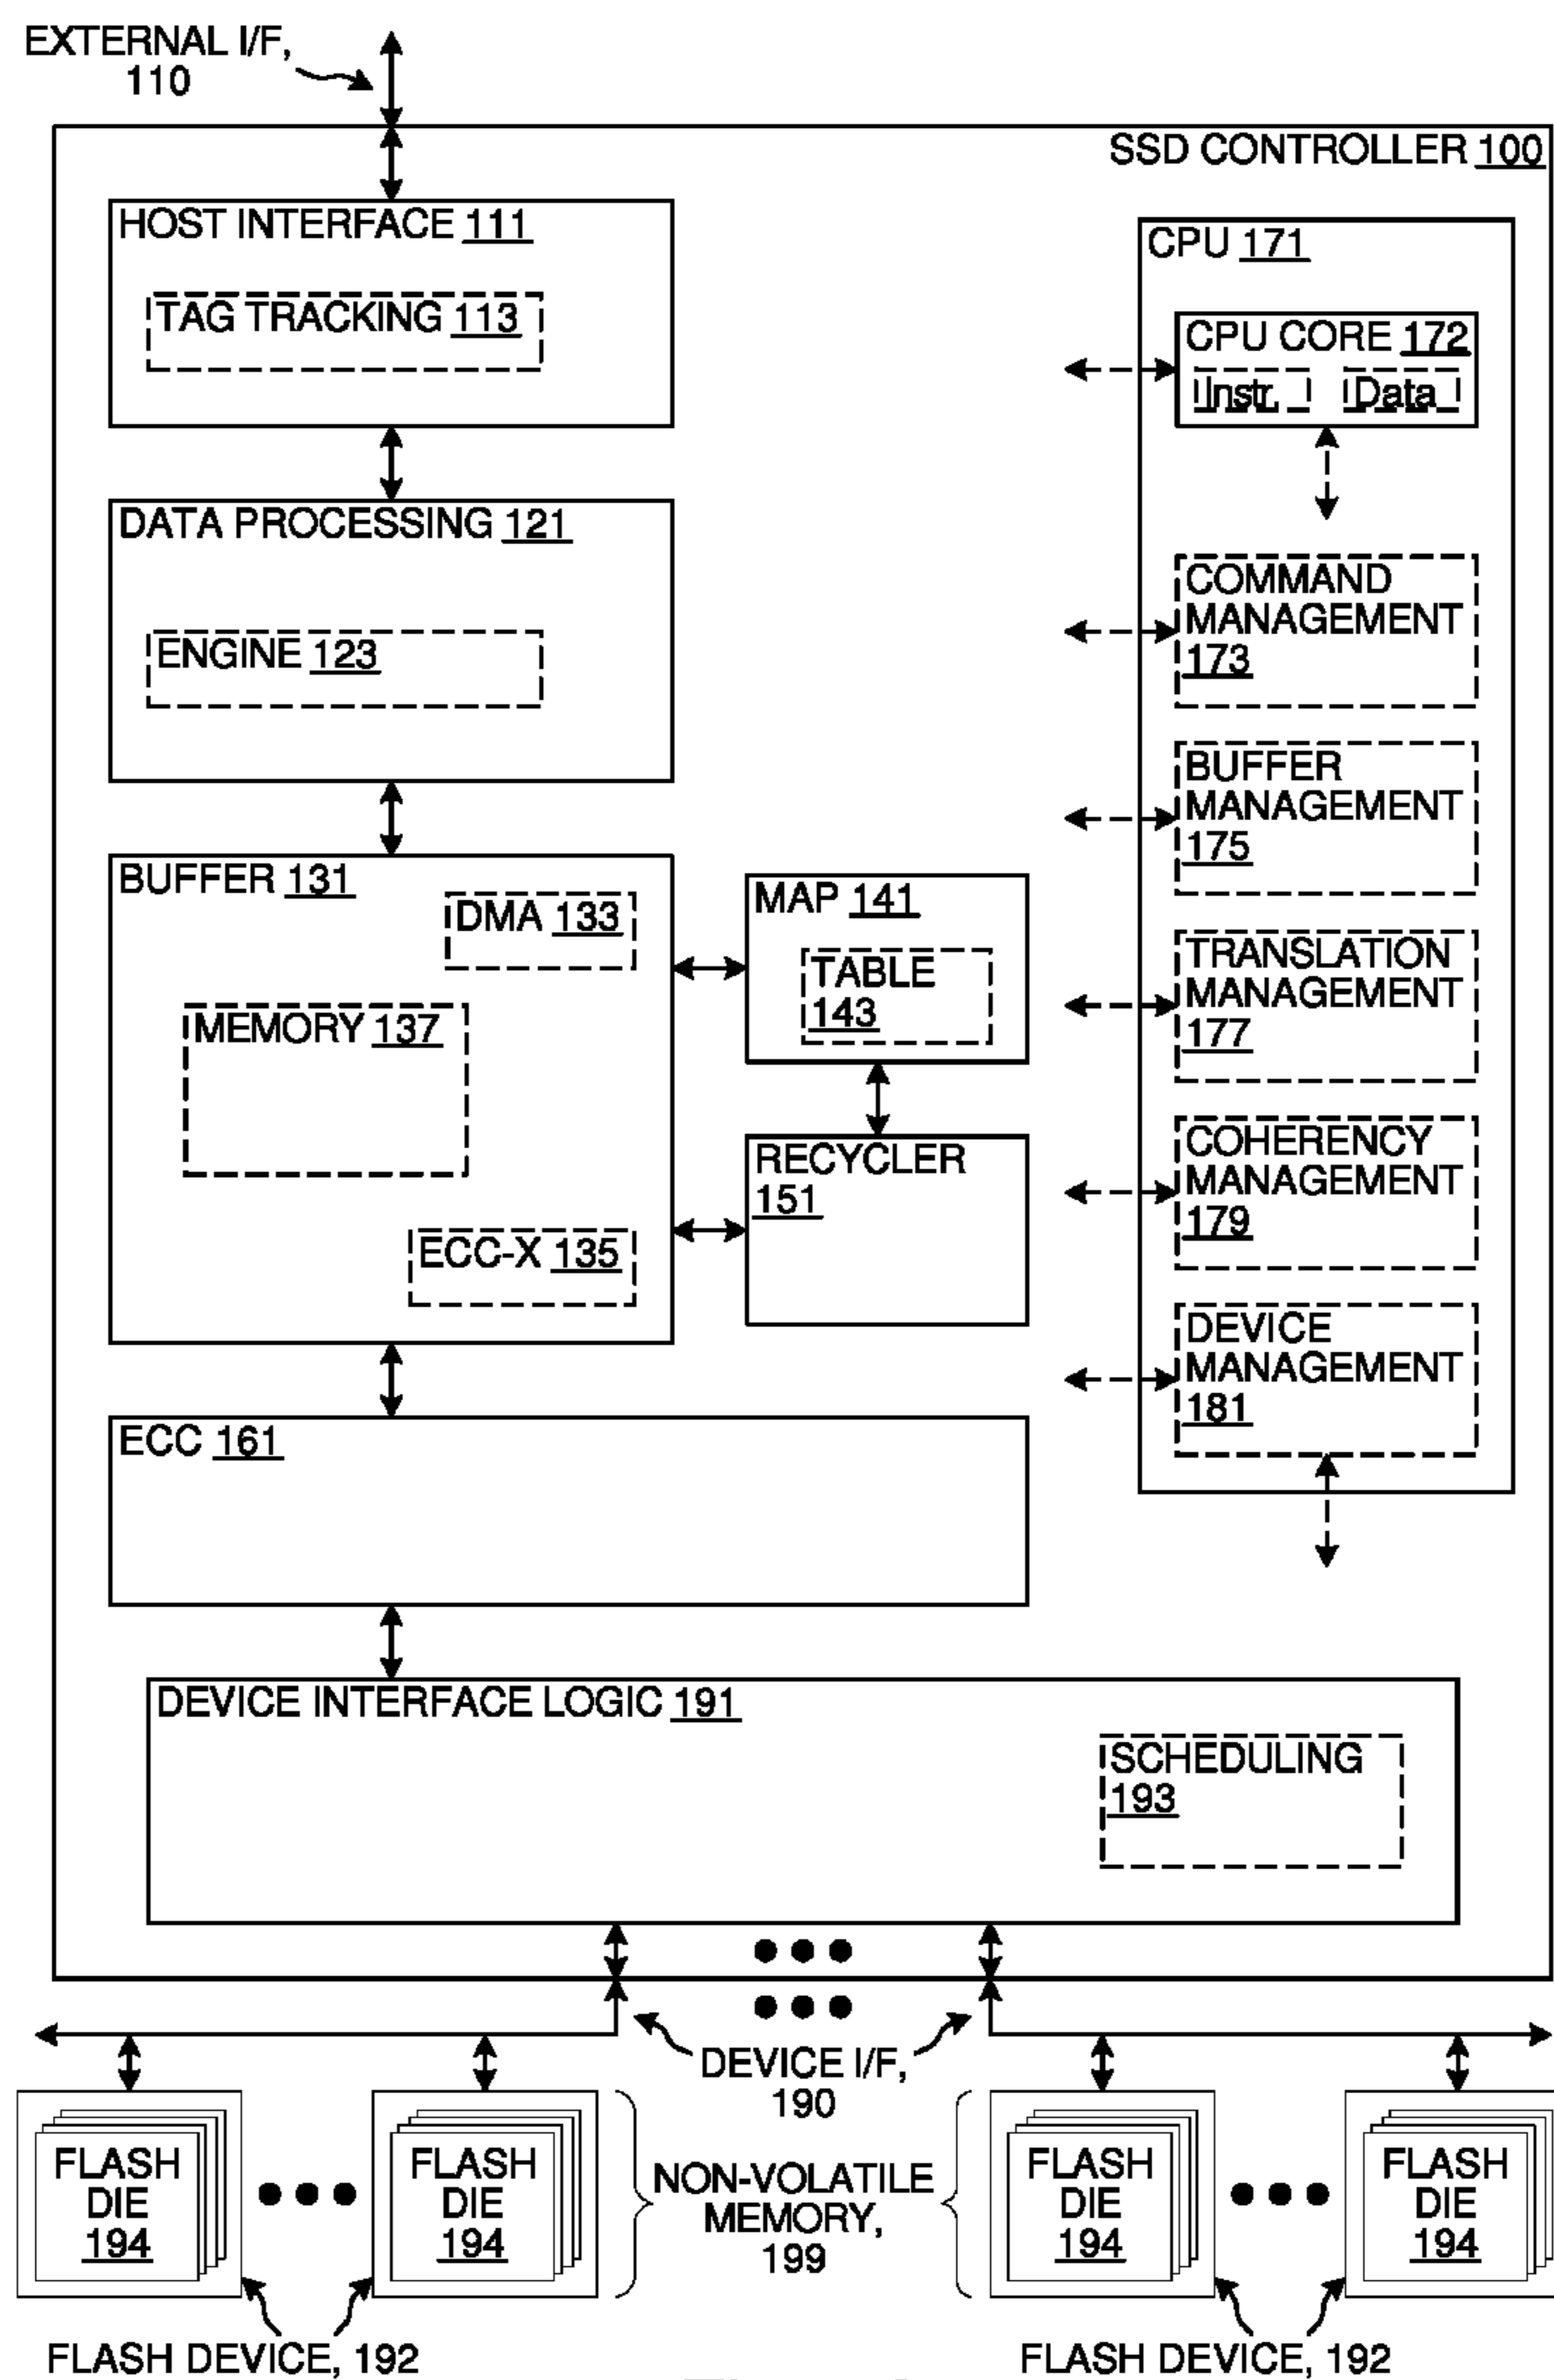 EXTERNAL I/F,
110
SSD CONTROLLER 100
HOST INTERFACE 111
TAG TRACKING 113
DATA PROCESSING 121
ENGINE 123
BUFFER 131
DMA 133
MEMORY 137
ECC-X 135
MAP 141
TABLE
143
RECYCLER
151
ECC 161
CPU 171
CPU CORE 172
Instr.
Data
COMMAND
MANAGEMENT
173
BUFFER
MANAGEMENT
175
TRANSLATION
MANAGEMENT
177
COHERENCY
MANAGEMENT
179
DEVICE
MANAGEMENT
181
DEVICE INTERFACE LOGIC 191
SCHEDULING
193
DEVICE I/F,
190
FLASH
DIE
194
FLASH
DIE
194
NON-VOLATILE
MEMORY,
199
FLASH
DIE
194
FLASH
DIE
194
FLASH DEVICE, 192
FLASH DEVICE, 192